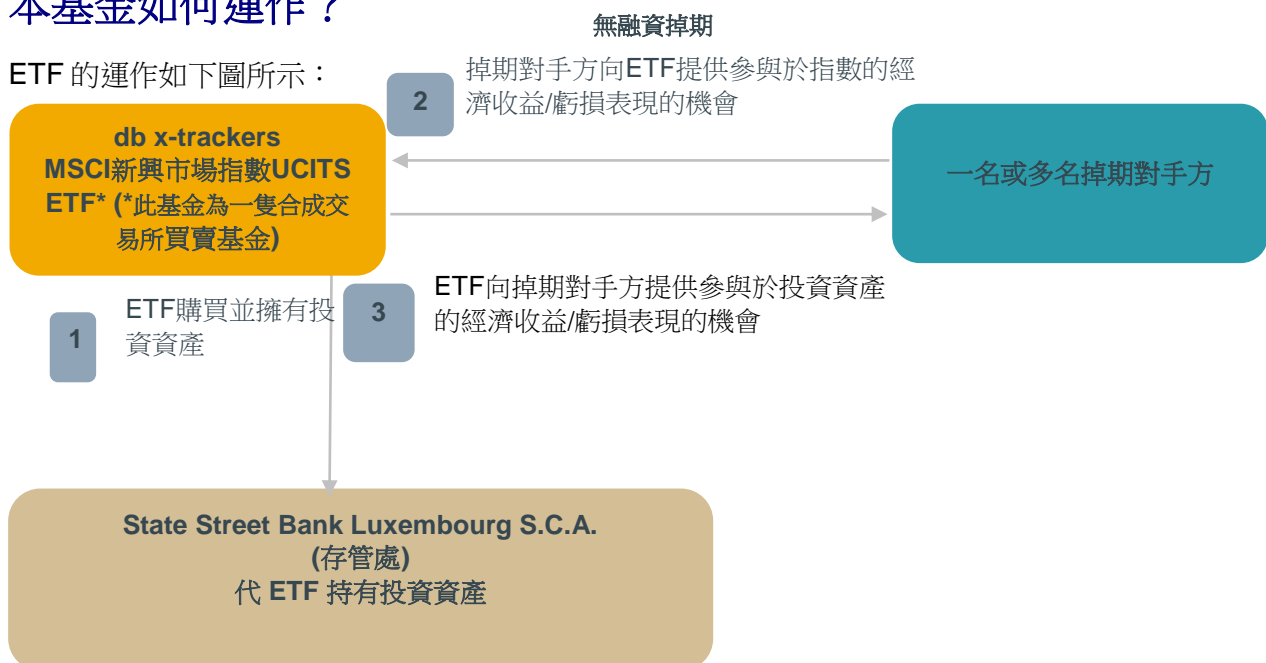 本基金如何運作？
無融資掉期
ETF 的運作如下圖所示：
2
掉期對手方向ETF提供參與於指數的經
濟收益/虧損表現的機會
db x-trackers
MSCI新興市場指數UCITS
ETF* (*此基金為一隻合成交
易所買賣基金)
一名或多名掉期對手方
1
ETF購買並擁有投
資資產
3
ETF向掉期對手方提供參與於投資資產
的經濟收益/虧損表現的機會
State Street Bank Luxembourg S.C.A.
(存管處)
代 ETF 持有投資資產